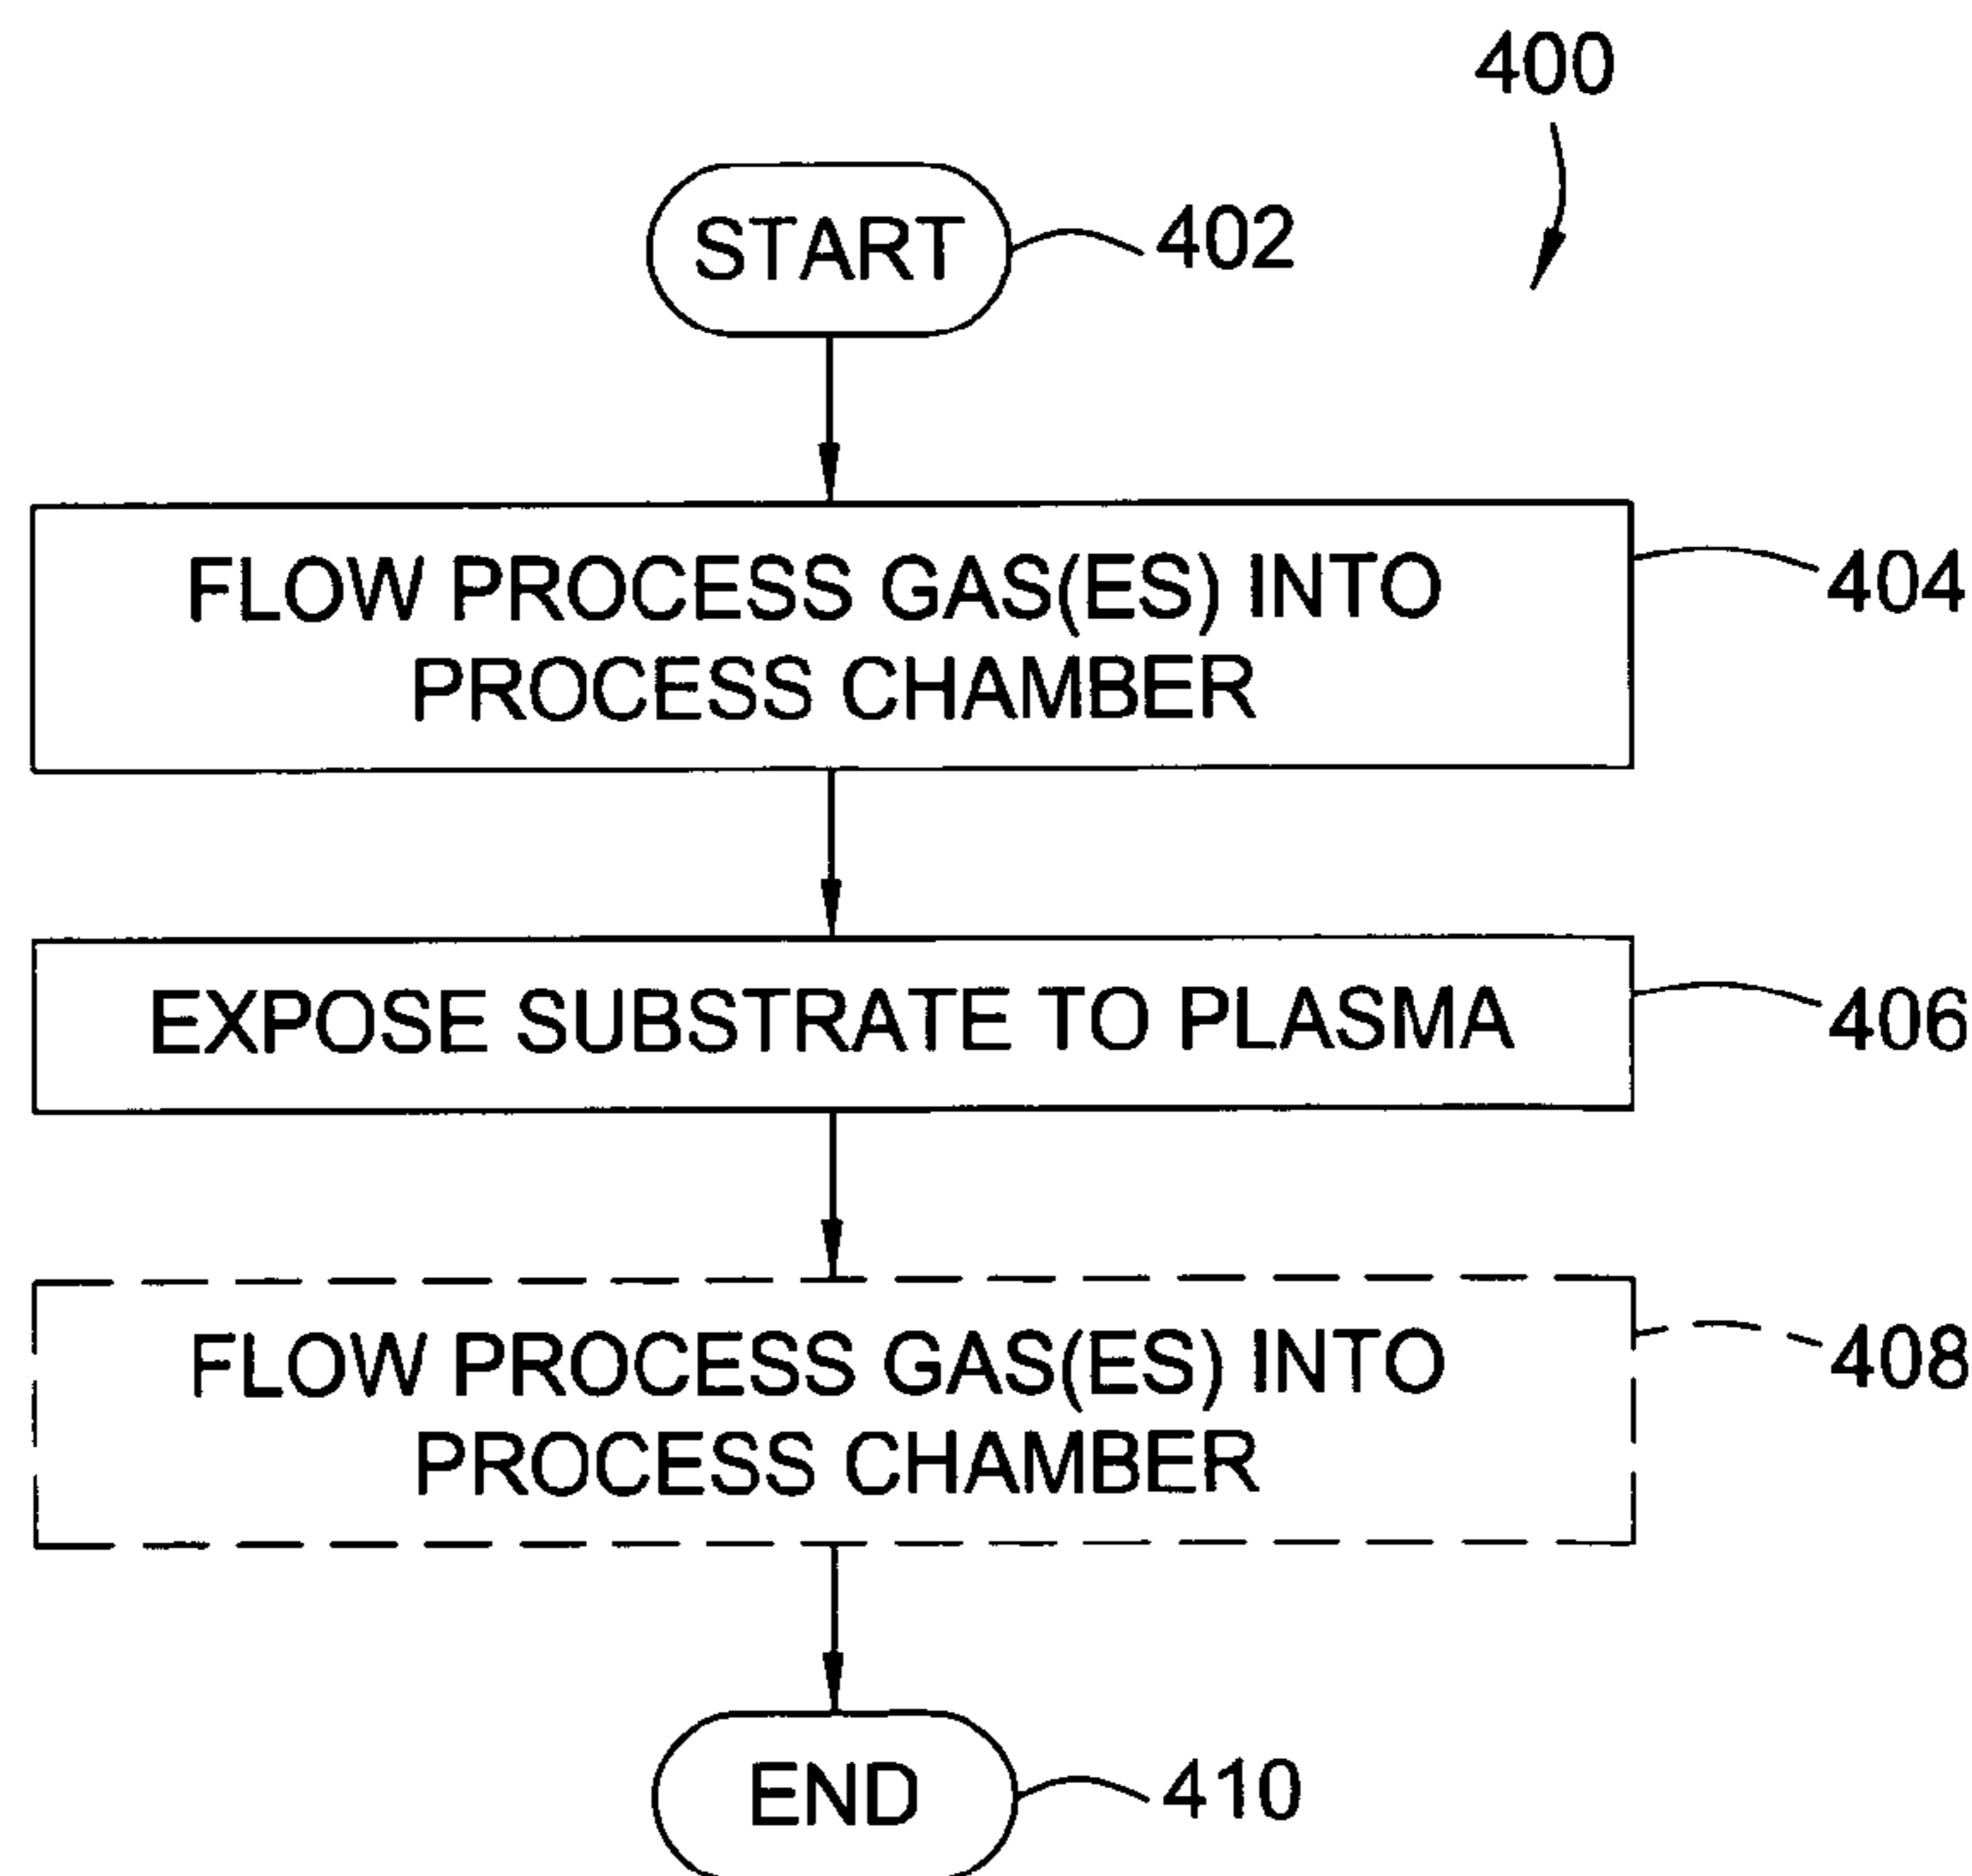 400
START
402
FLOW PROCESS GAS(ES) INTO
PROCESS CHAMBER
404
EXPOSE SUBSTRATE TO PLASMA
406
FLOW PROCESS GAS(ES) INTO
PROCESS CHAMBER
408
END
410